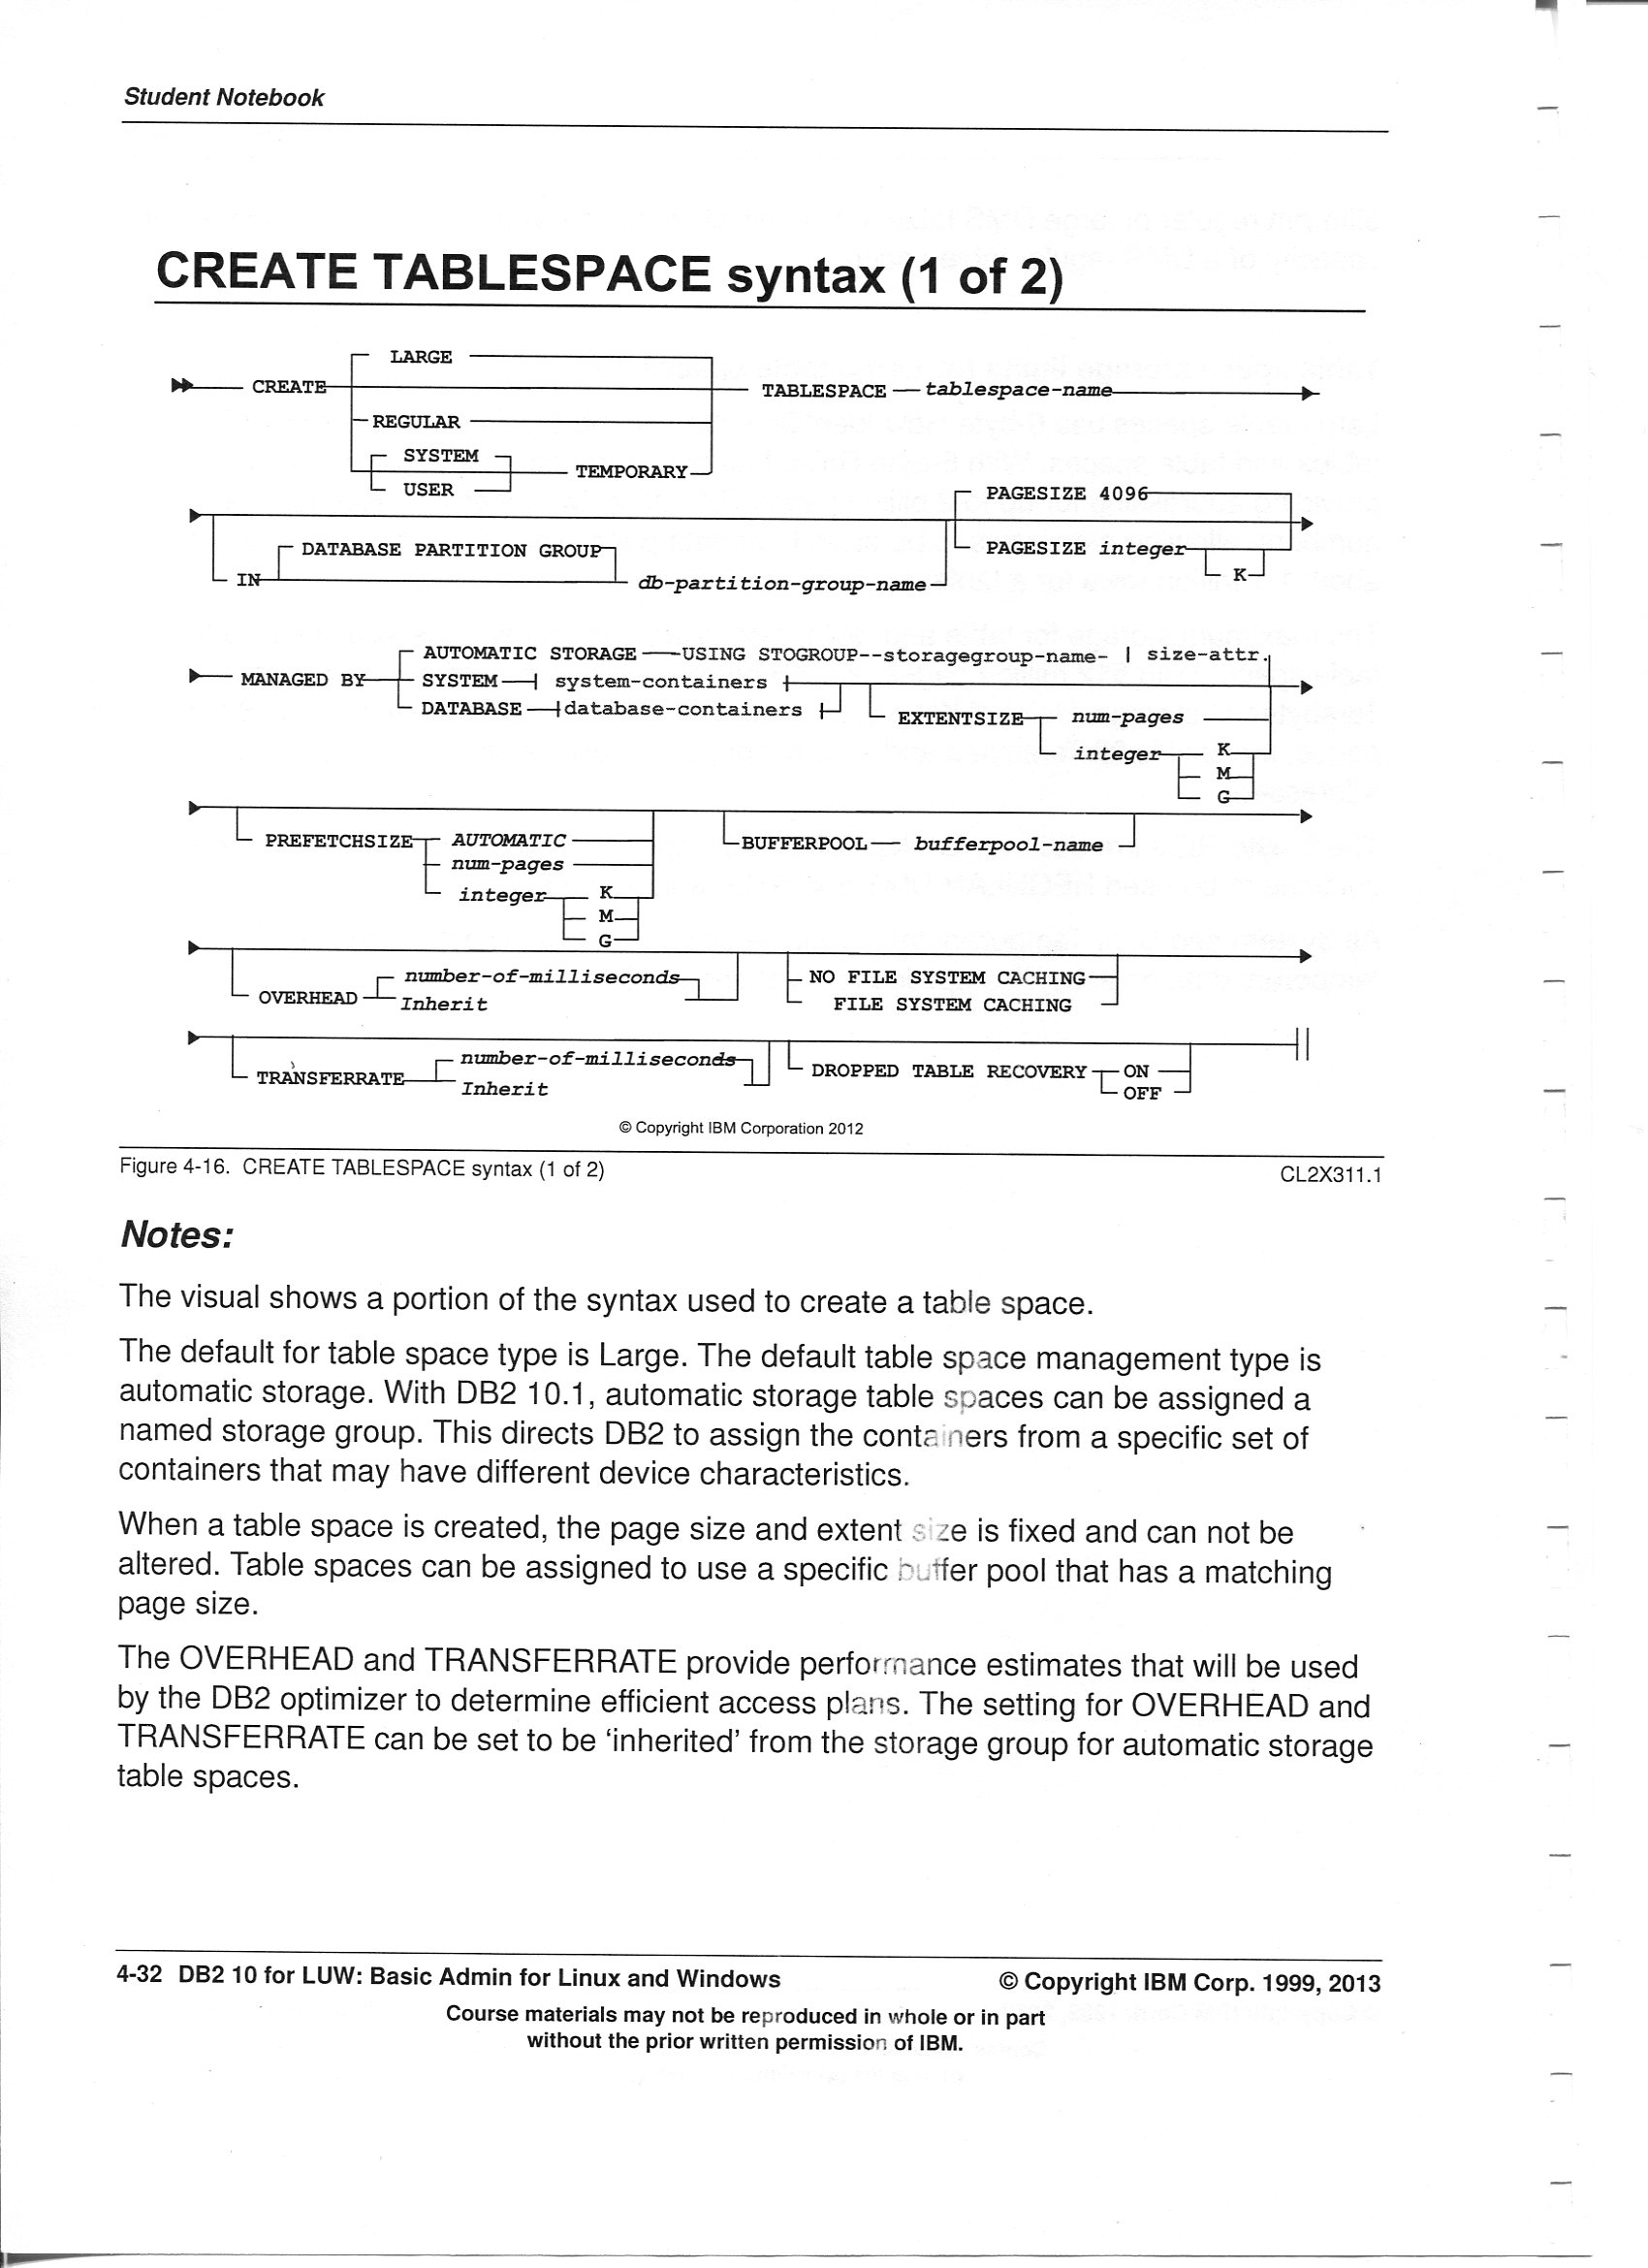 Student Notebook
CREATE TABLESPACE syntax (1 of 2)
LARGE
CREATE TABLESPACE tablespace-name
REGULAR
SYSTEM
TEMPORARY
USER
PAGESIZE 4096
DATABASE PARTITION GROUP PAGESIZE integer
IN db-partition-group-name K
AUTOMATIC STORAGE USING STOGROUP--storagegroup-name- | size-attr.
MANAGED BY SYSTEM system-containers
DATABASE database-containers EXTENTSIZE num-pages
integer K
M
G
PREFETCHSIZE AUTOMATIC BUFFERPOOL bufferpool-name
num-pages
integer K
M
G
number-of-milliseconds NO FILE SYSTEM CACHING
OVERHEAD Inherit FILE SYSTEM CACHING
number-of-milliseconds DROPPED TABLE RECOVERY ON
TRANSFERRATE Inherit OFF
© Copyright IBM Corporation 2012
Figure 4-16. CREATE TABLESPACE syntax (1 of 2) CL2X311.1
Notes:
The visual shows a portion of the syntax used to create a table space.
The default for table space type is Large. The default table space management type is
automatic storage. With DB2 10.1, automatic storage table spaces can be assigned a
named storage group. This directs DB2 to assign the containers from a specific set of
containers that may have different device characteristics.
When a table space is created, the page size and extent size is fixed and can not be
altered. Table spaces can be assigned to use a specific buffer pool that has a matching
page size.
The OVERHEAD and TRANSFERRATE provide performance estimates that will be used
by the DB2 optimizer to determine efficient access plans. The setting for OVERHEAD and
TRANSFERRATE can be set to be ‘inherited’ from the storage group for automatic storage
table spaces.
4-32 DB2 10 for LUW: Basic Admin for Linux and Windows © Copyright IBM Corp. 1999, 2013
Course materials may not be reproduced in whole or in part
without the prior written permission of IBM.